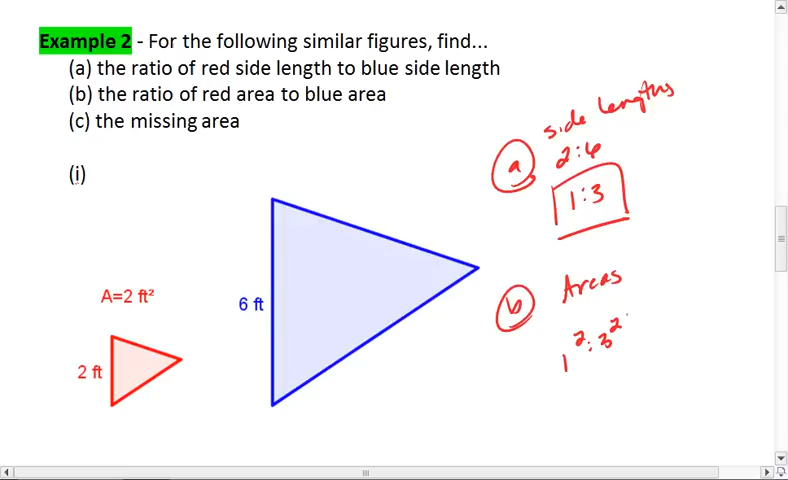 Example 2 - For the following similar figures, find...
(a) the ratio of red side length to blue side length
(b) the ratio of red area to blue area
(c) the missing area
(i)
A=2 ft²
2 ft
6 ft
a
side lengths
2:6
1:3
b
Areas
1²:3²